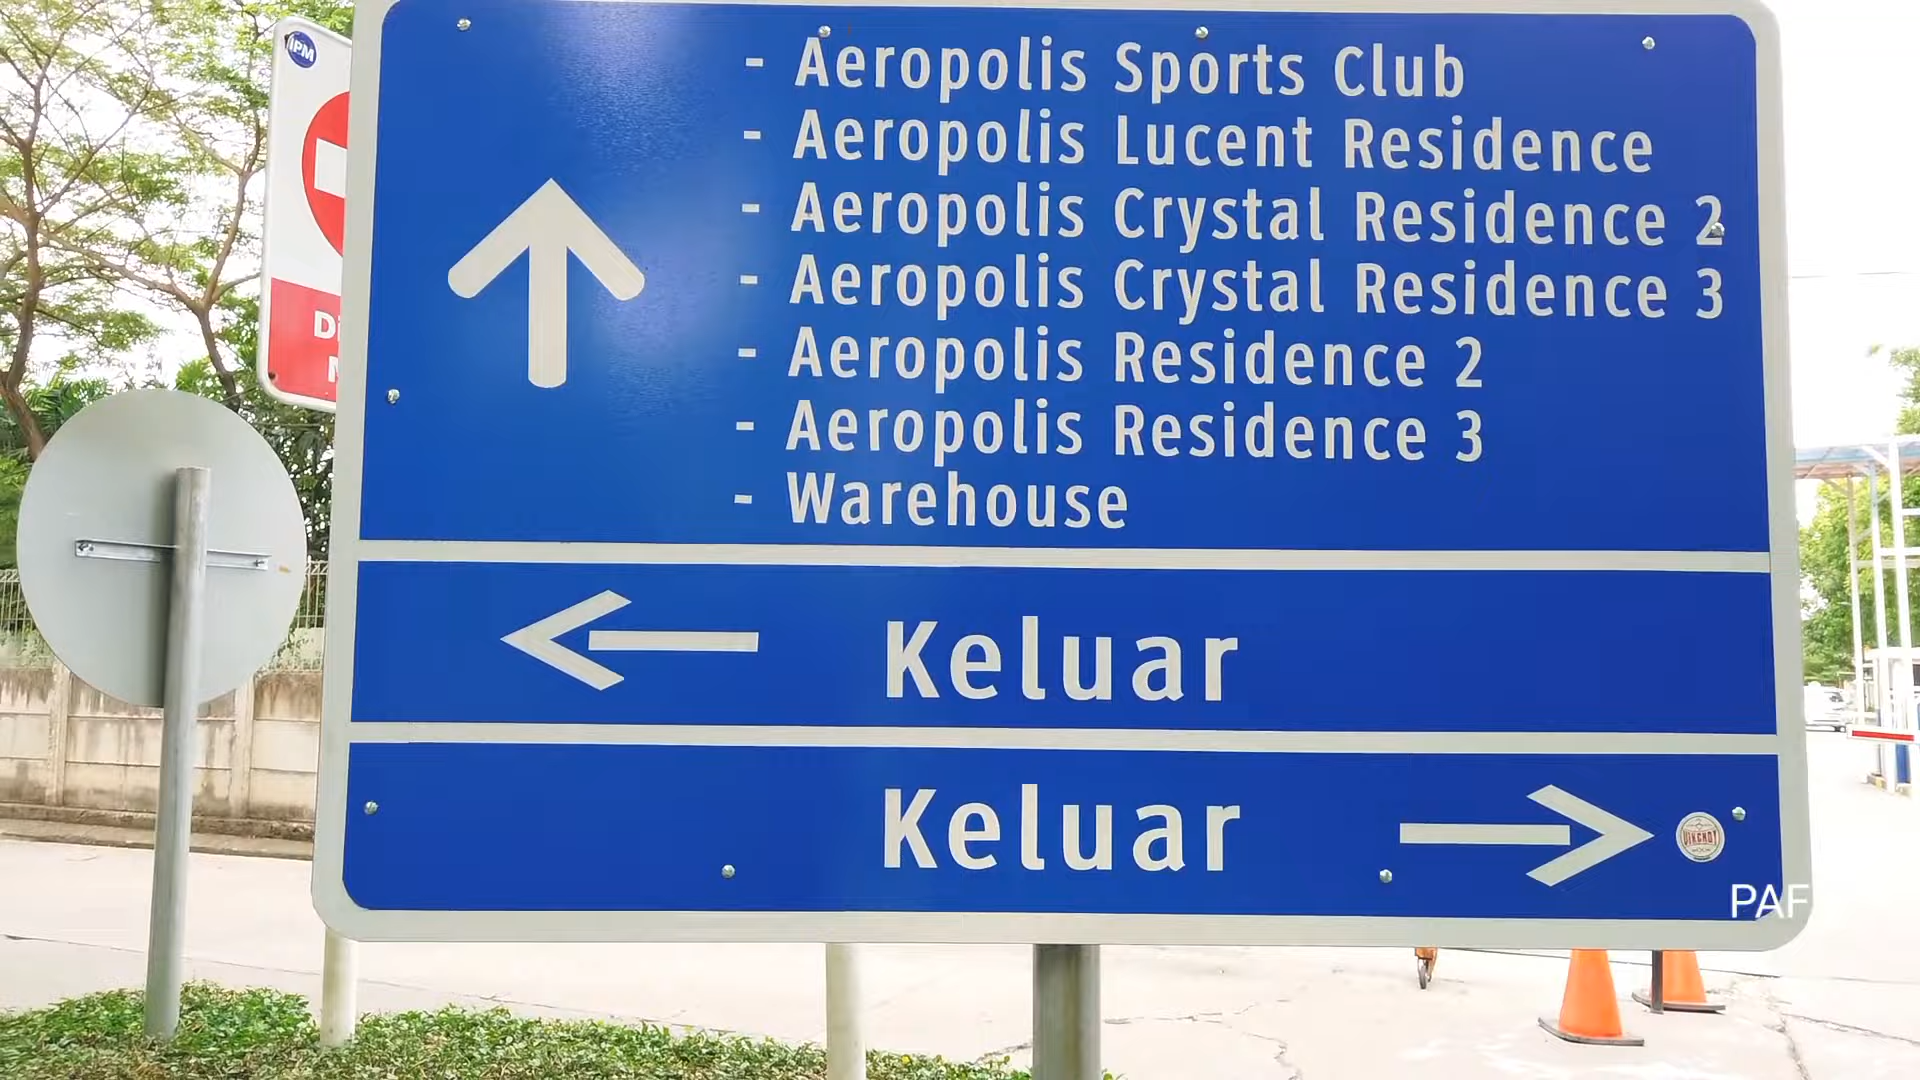 IPM
- Aeropolis Sports Club
- Aeropolis Lucent Residence
- Aeropolis Crystal Residence 2
- Aeropolis Crystal Residence 3
- Aeropolis Residence 2
- Aeropolis Residence 3
- Warehouse
Keluar
Keluar
PAF